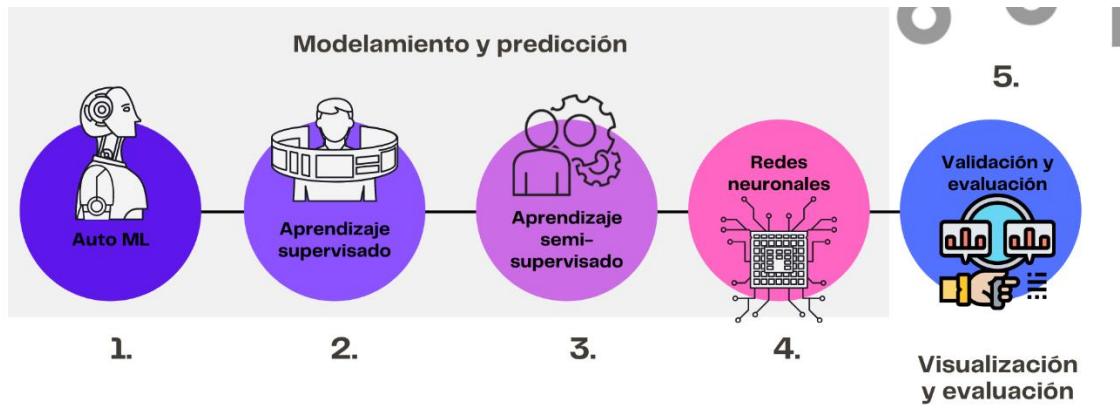 Modelamiento y predicción
5.
Auto ML
Aprendizaje
supervisado
Aprendizaje
semi-
supervisado
Redes
neuronales
Validación y
evaluación
1.
2.
3.
4.
Visualización
y evaluación